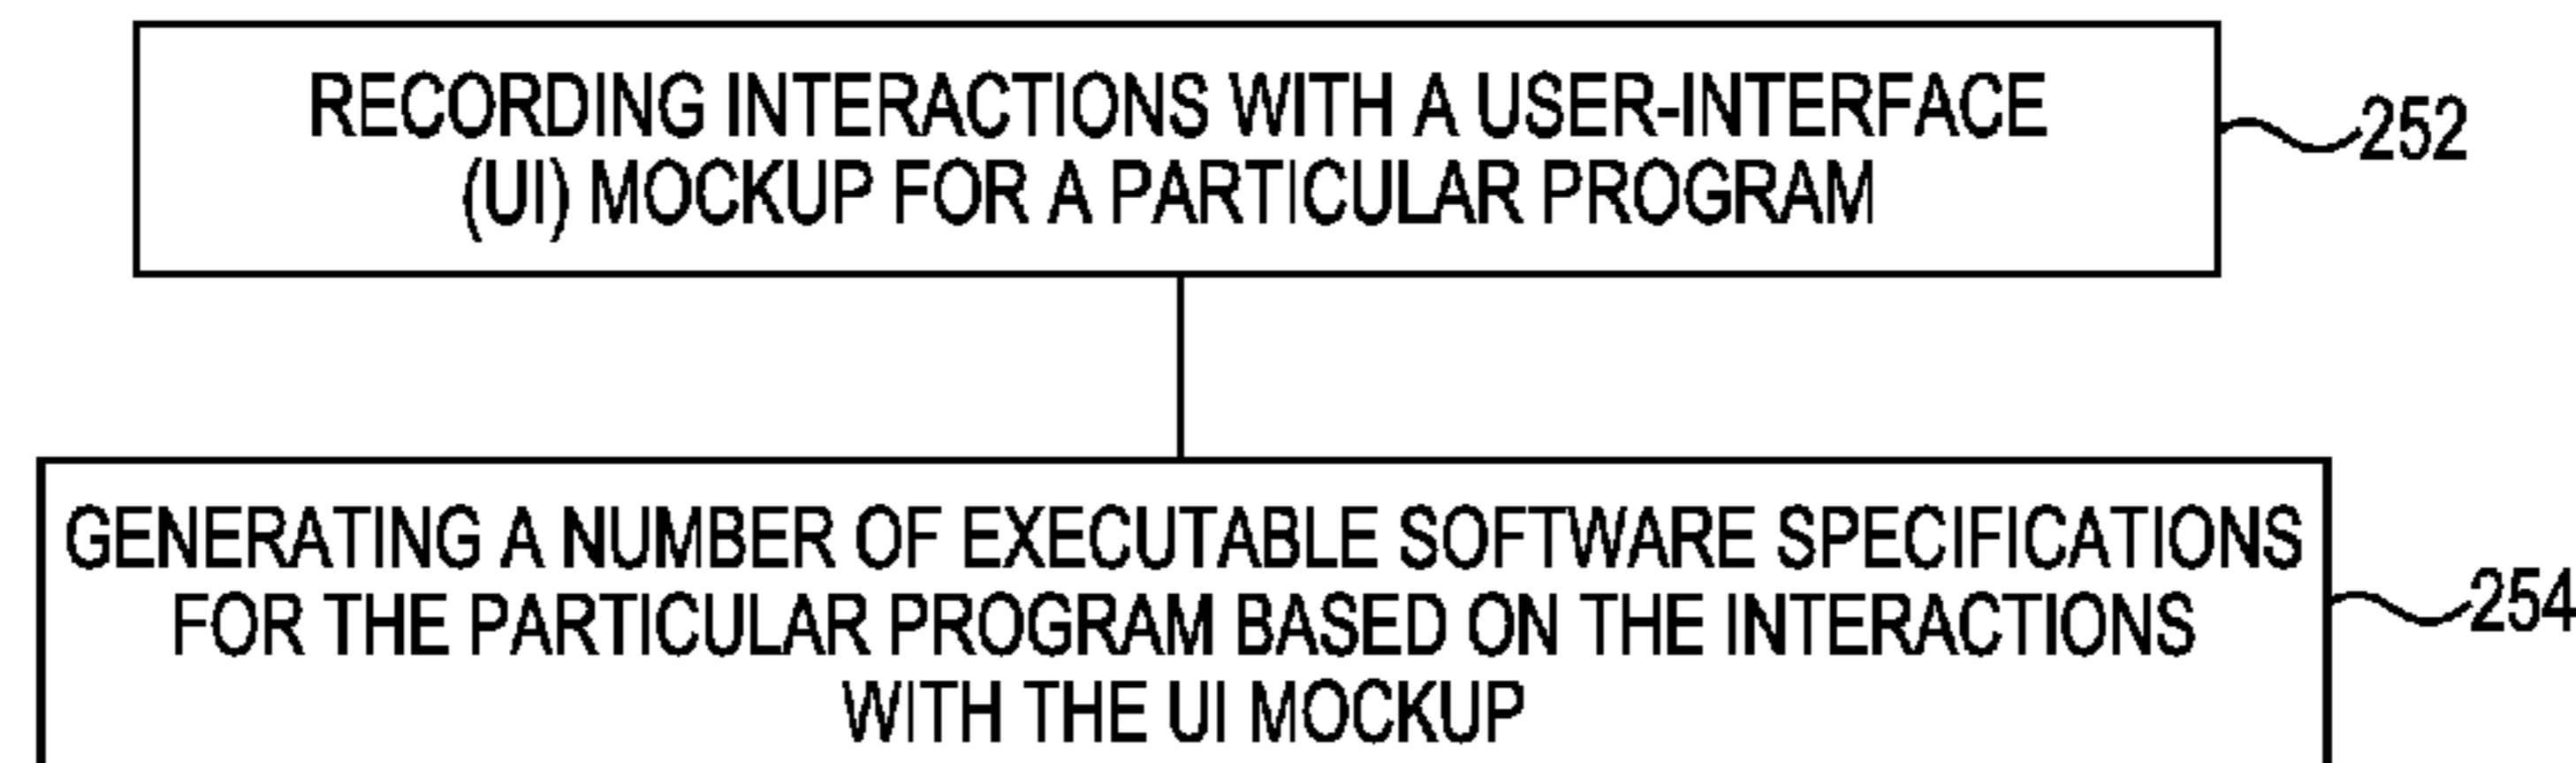 RECORDING INTERACTIONS WITH A USER-INTERFACE
(UI) MOCKUP FOR A PARTICULAR PROGRAM
252
GENERATING A NUMBER OF EXECUTABLE SOFTWARE SPECIFICATIONS
FOR THE PARTICULAR PROGRAM BASED ON THE INTERACTIONS
WITH THE UI MOCKUP
254